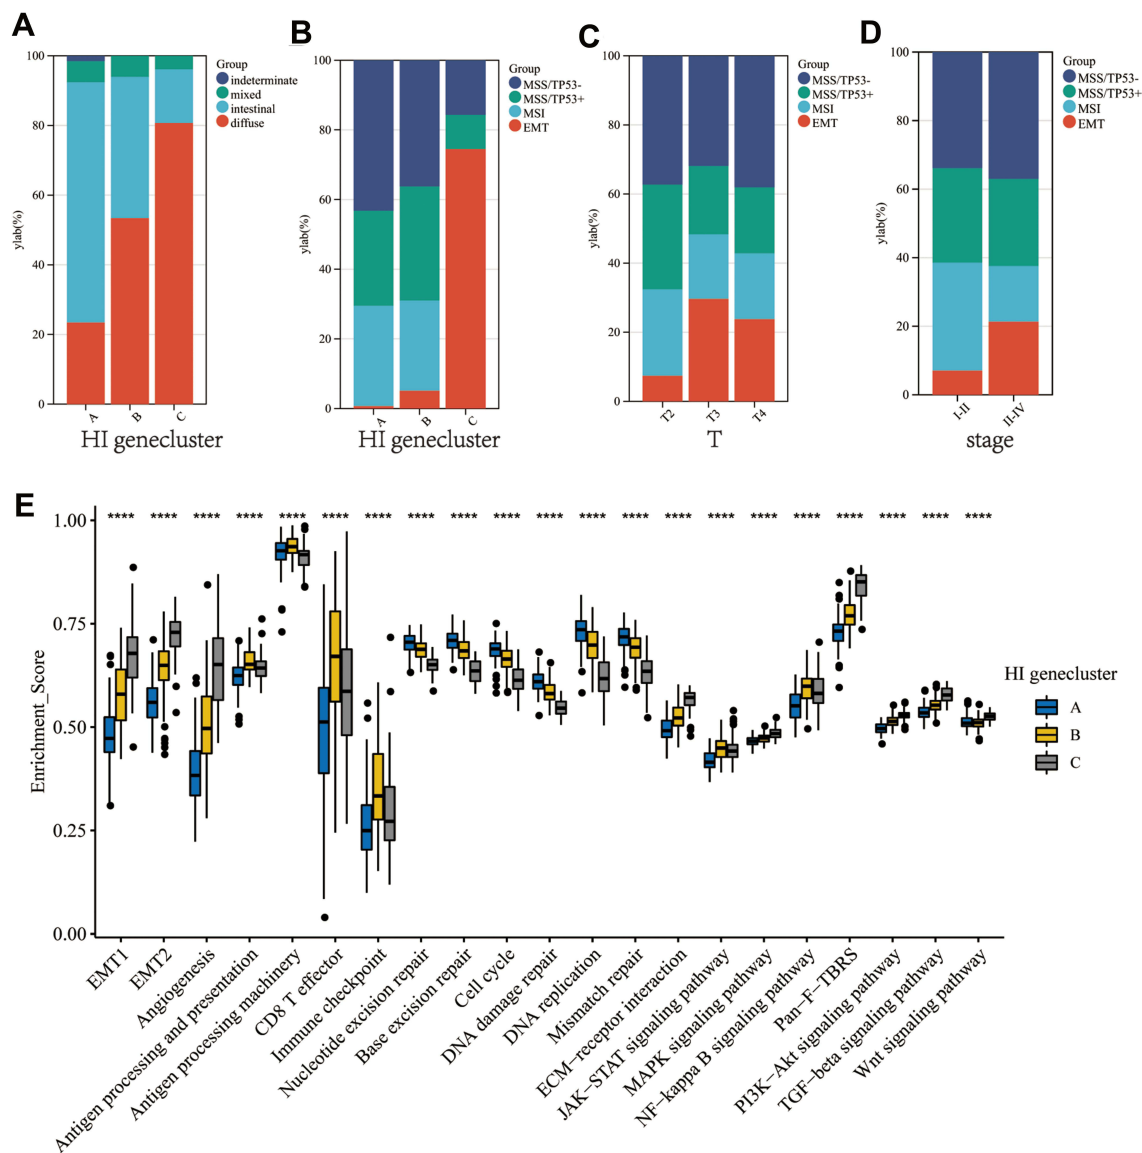 A
100
80
60
40
20
0
ylab(%)
A
B
C
HI genecluster
Group
indeterminate
mixed
intestinal
diffuse
B
100
80
60
40
20
0
ylab(%)
A
B
C
HI genecluster
Group
MSS/TP53-
MSS/TP53+
MSI
EMT
C
100
80
60
40
20
0
ylab(%)
T2
T3
T4
T
Group
MSS/TP53-
MSS/TP53+
MSI
EMT
D
100
80
60
40
20
0
ylab(%)
I-II
II-IV
stage
Group
MSS/TP53-
MSS/TP53+
MSI
EMT
E
**** **** **** **** **** **** **** **** **** **** **** **** **** **** **** **** **** **** **** **** ****
1.00
0.75
0.50
0.25
0.00
Enrichment_Score
EMT1
EMT2
Angiogenesis
Antigen processing and presentation
Antigen processing machinery
CD8 T effector
Immune checkpoint
Nucleotide excision repair
Base excision repair
Cell cycle
DNA damage repair
DNA replication
Mismatch repair
ECM−receptor interaction
JAK−STAT signaling pathway
MAPK signaling pathway
NF−kappa B signaling pathway
Pan−F−TBRS
PI3K−Akt signaling pathway
TGF−beta signaling pathway
Wnt signaling pathway
HI genecluster
A
B
C